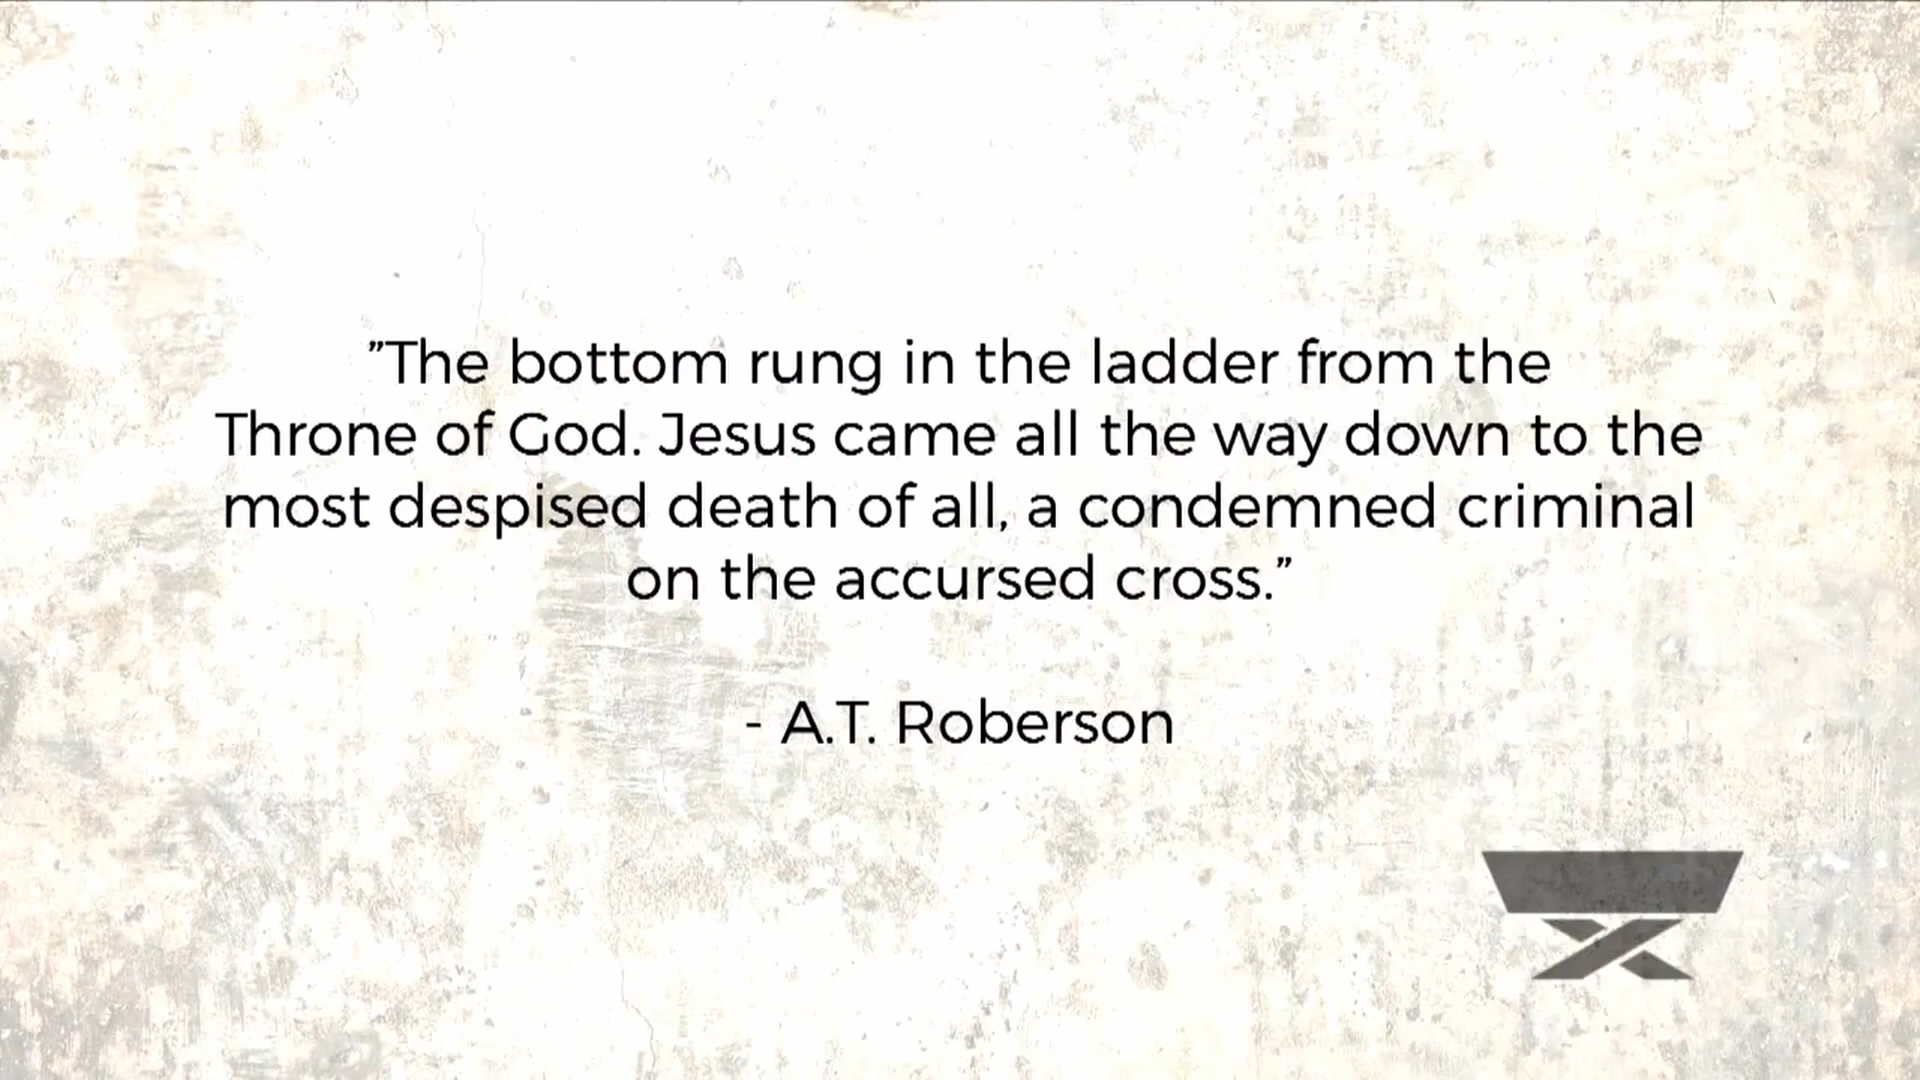 ”The bottom rung in the ladder from the
Throne of God. Jesus came all the way down to the
most despised death of all, a condemned criminal
on the accursed cross.”
- A.T. Roberson